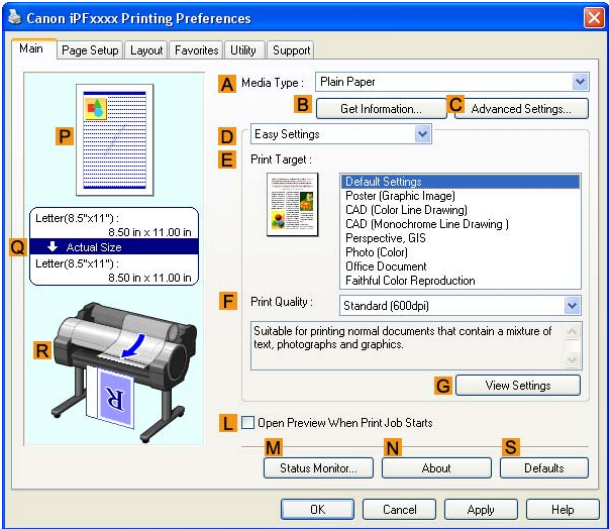 Canon iPFxxxx Printing Preferences
Main Page Setup Layout Favorites Utility Support
A Media Type : Plain Paper
B Get Information... C Advanced Settings...
D Easy Settings
E Print Target :
Default Settings
Poster (Graphic Image)
CAD (Color Line Drawing)
CAD (Monochrome Line Drawing )
Perspective, GIS
Photo (Color)
Office Document
Faithful Color Reproduction
F Print Quality : Standard (600dpi)
Suitable for printing normal documents that contain a mixture of
text, photographs and graphics.
G View Settings
P
Q
Letter(8.5"x11") :
8.50 in x 11.00 in
Actual Size
Letter(8.5"x11") :
8.50 in x 11.00 in
R
R
L Open Preview When Print Job Starts
M Status Monitor... N About S Defaults
OK Cancel Apply Help